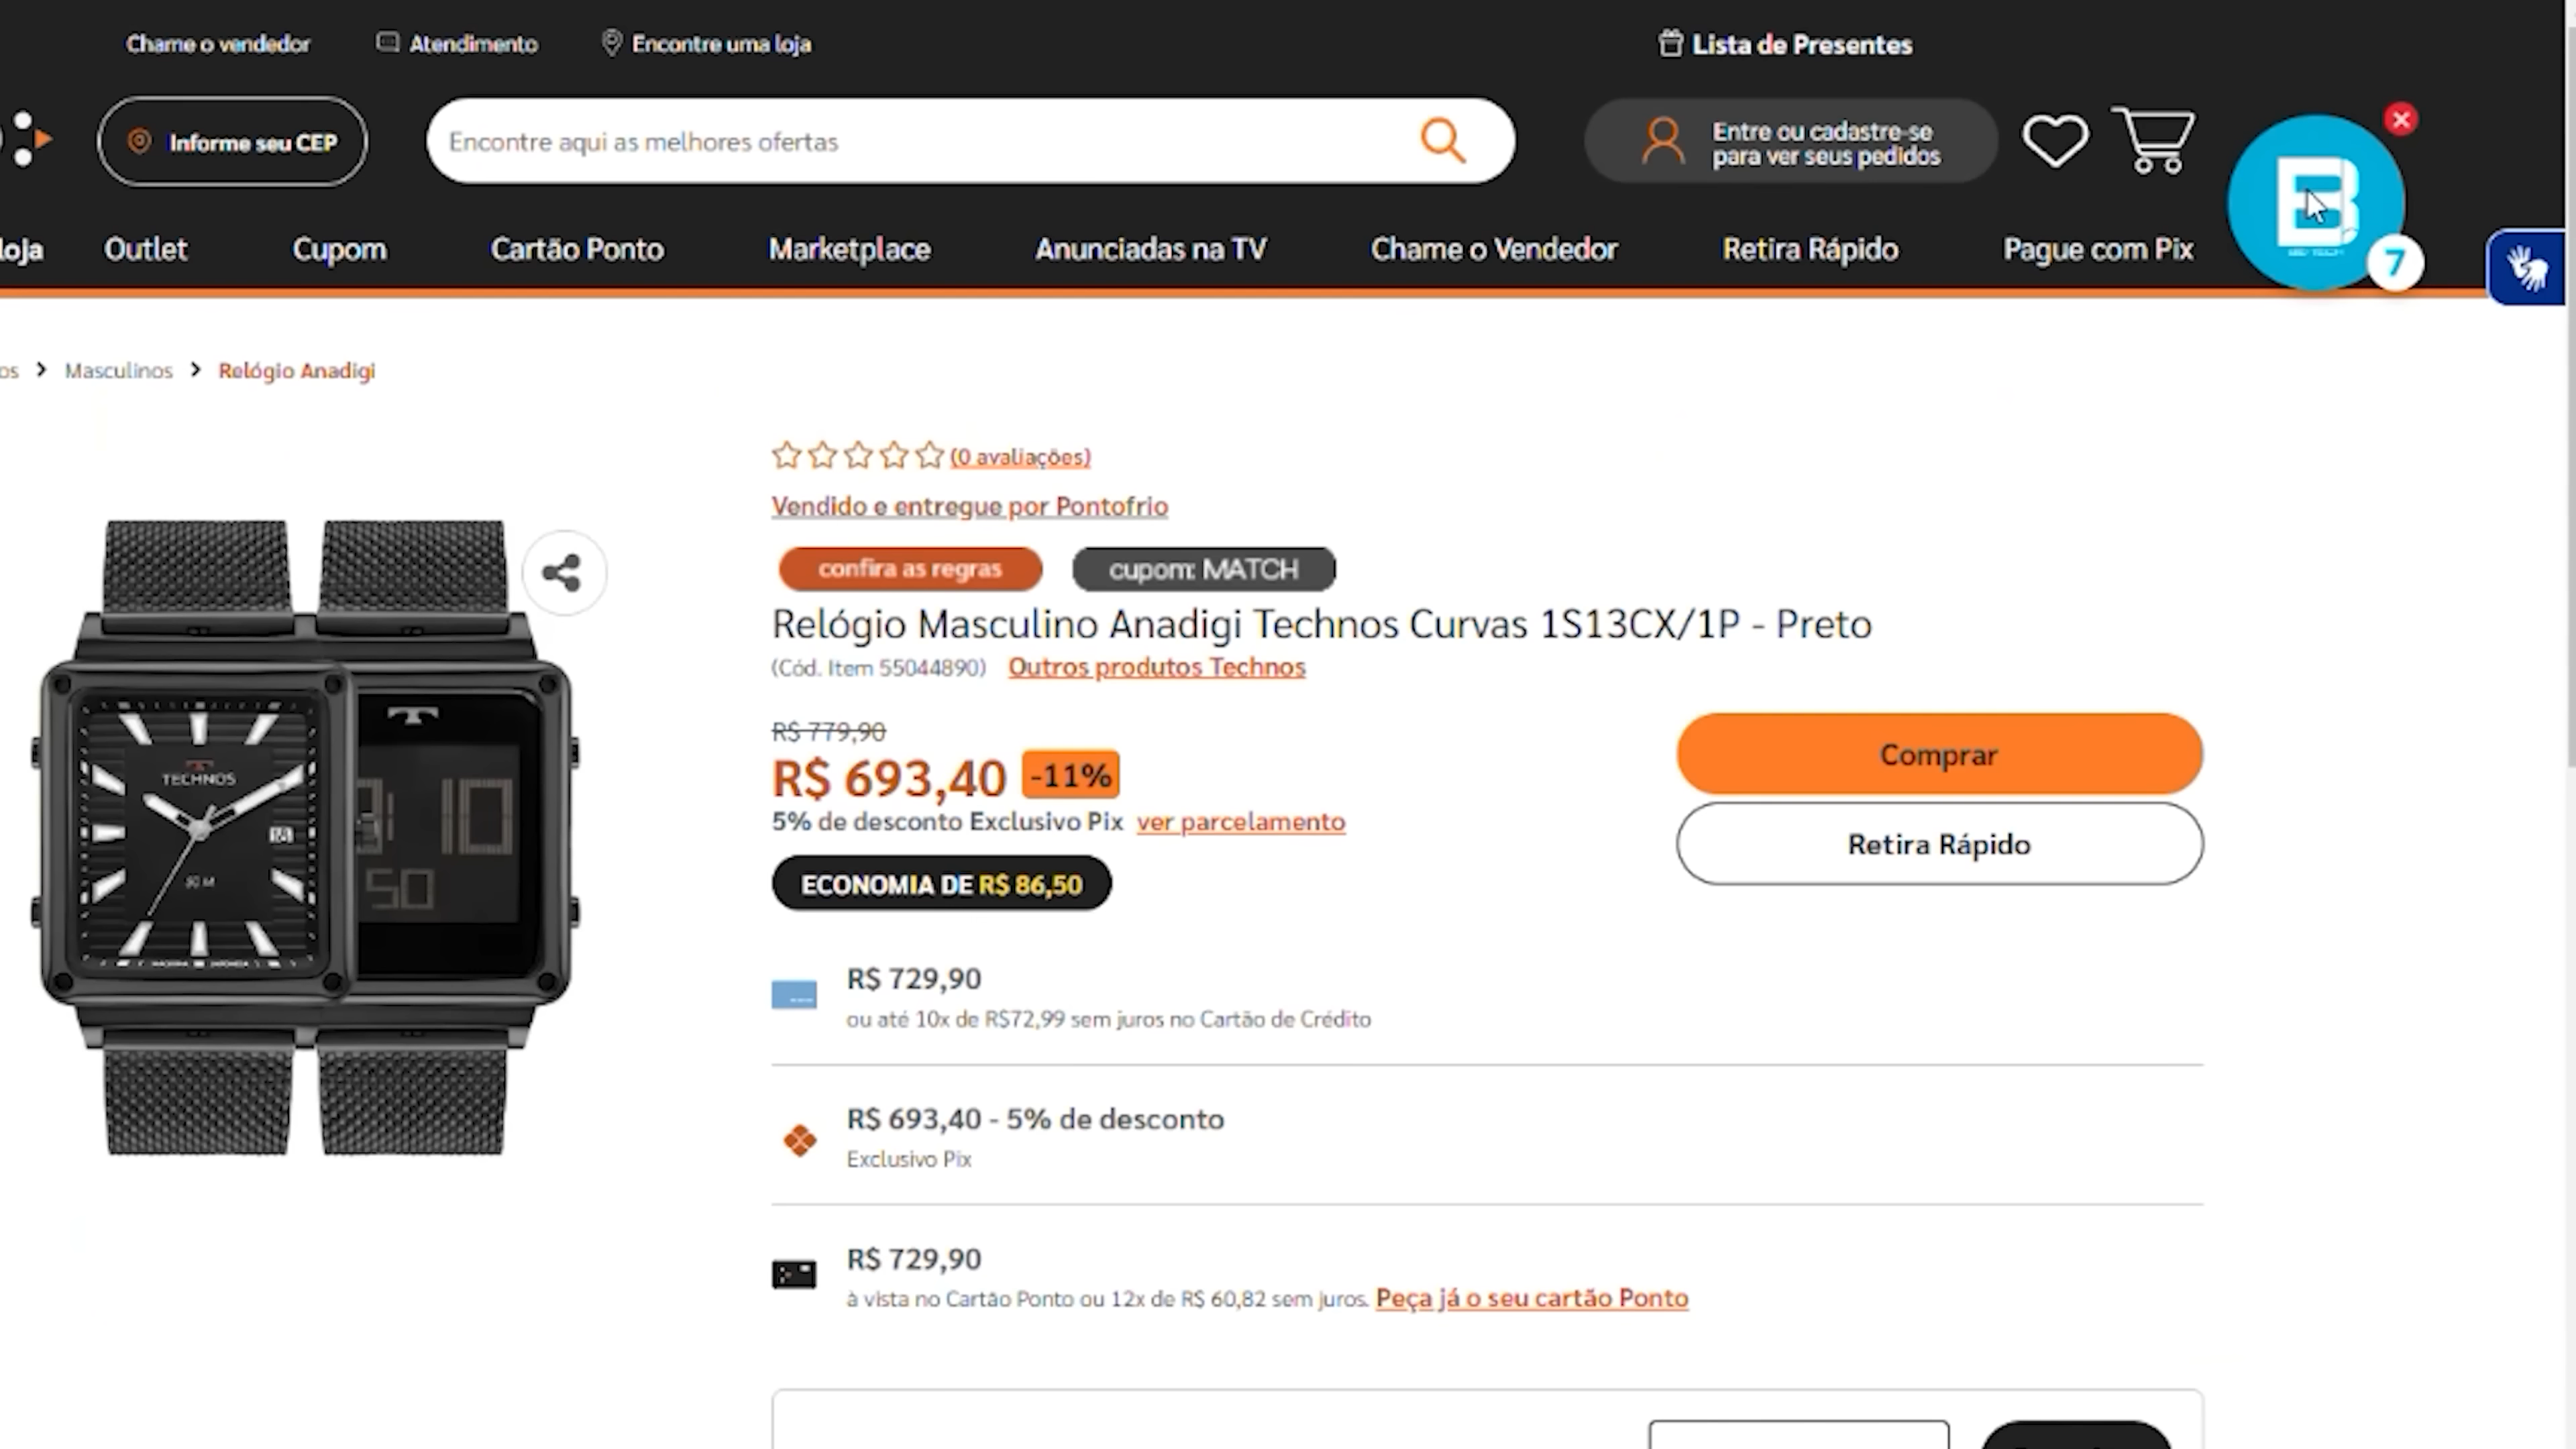 Chame o vendedor
Atendimento
Encontre uma loja
Lista de Presentes
Informe seu CEP
Encontre aqui as melhores ofertas
Entre ou cadastre-se
para ver seus pedidos
B
7
loja
Outlet
Cupom
Cartão Ponto
Marketplace
Anunciadas na TV
Chame o Vendedor
Retira Rápido
Pague com Pix
os > Masculinos > Relógio Anadigi
(0 avaliações)
Vendido e entregue por Pontofrio
confira as regras
cupom: MATCH
Relógio Masculino Anadigi Technos Curvas 1S13CX/1P - Preto
(Cód. Item 55044890) Outros produtos Technos
R$ 779,90
R$ 693,40 -11%
5% de desconto Exclusivo Pix ver parcelamento
ECONOMIA DE R$ 86,50
Comprar
Retira Rápido
TECHNOS
10
50
R$ 729,90
ou até 10x de R$72,99 sem juros no Cartão de Crédito
R$ 693,40 - 5% de desconto
Exclusivo Pix
R$ 729,90
à vista no Cartão Ponto ou 12x de R$ 60,82 sem juros. Peça já o seu cartão Ponto